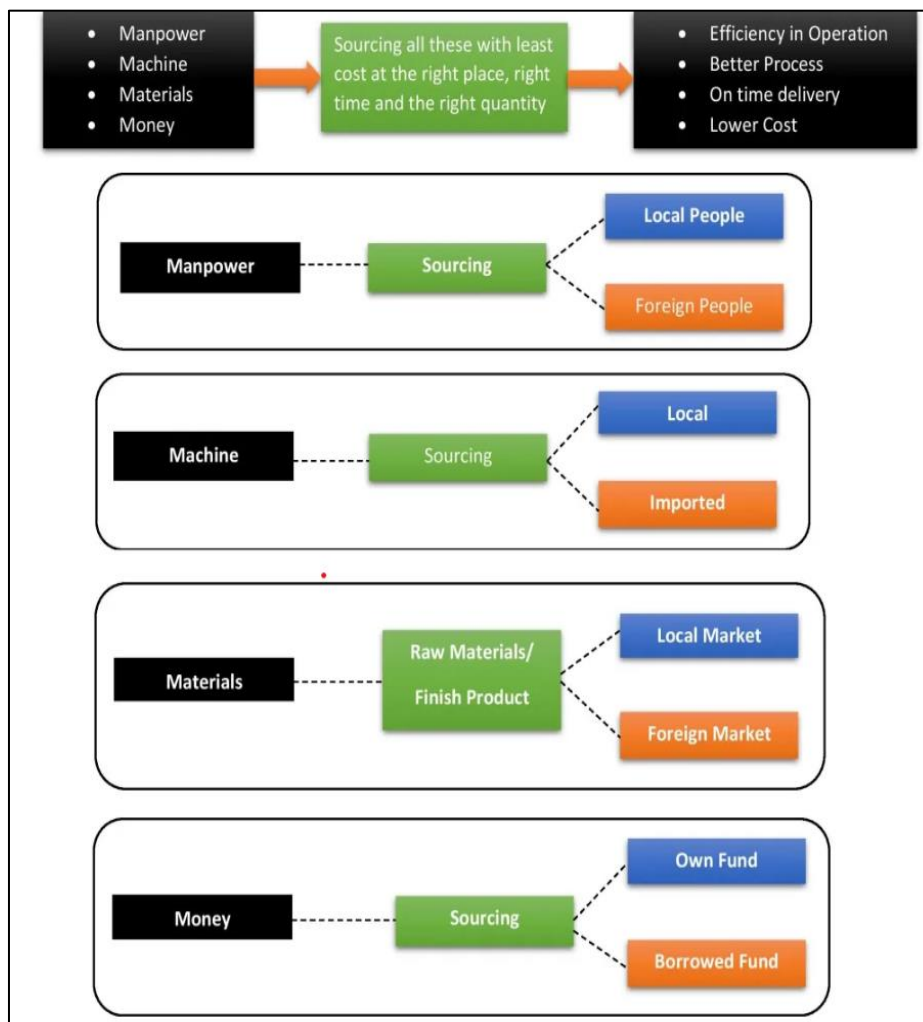 • Manpower
• Machine
• Materials
• Money
Sourcing all these with least
cost at the right place, right
time and the right quantity
• Efficiency in Operation
• Better Process
• On time delivery
• Lower Cost
Manpower
Sourcing
Local People
Foreign People
Machine
Sourcing
Local
Imported
Materials
Raw Materials/
Finish Product
Local Market
Foreign Market
Money
Sourcing
Own Fund
Borrowed Fund